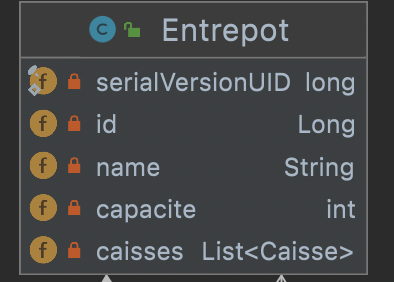 C Entrepot
f serialVersionUID long
f id Long
f name String
f capacite int
f caisses List<Caisse>